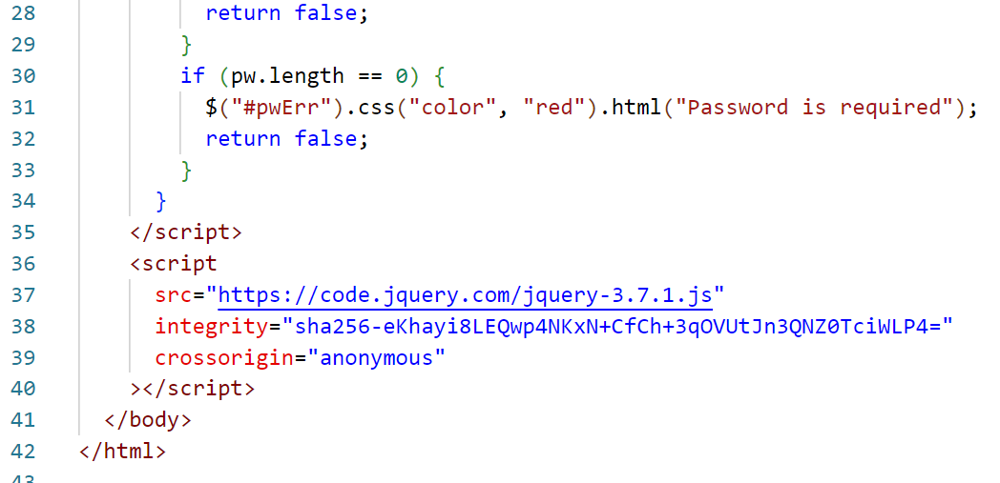 28 return false;
29 }
30 if (pw.length == 0) {
31 $("#pwErr").css("color", "red").html("Password is required");
32 return false;
33 }
34 }
35 </script>
36 <script
37 src="https://code.jquery.com/jquery-3.7.1.js"
38 integrity="sha256-eKhayi8LEQwp4NKxN+CfCh+3qOVUtJn3QNZ0TciWLP4="
39 crossorigin="anonymous"
40 ></script>
41 </body>
42 </html>
43